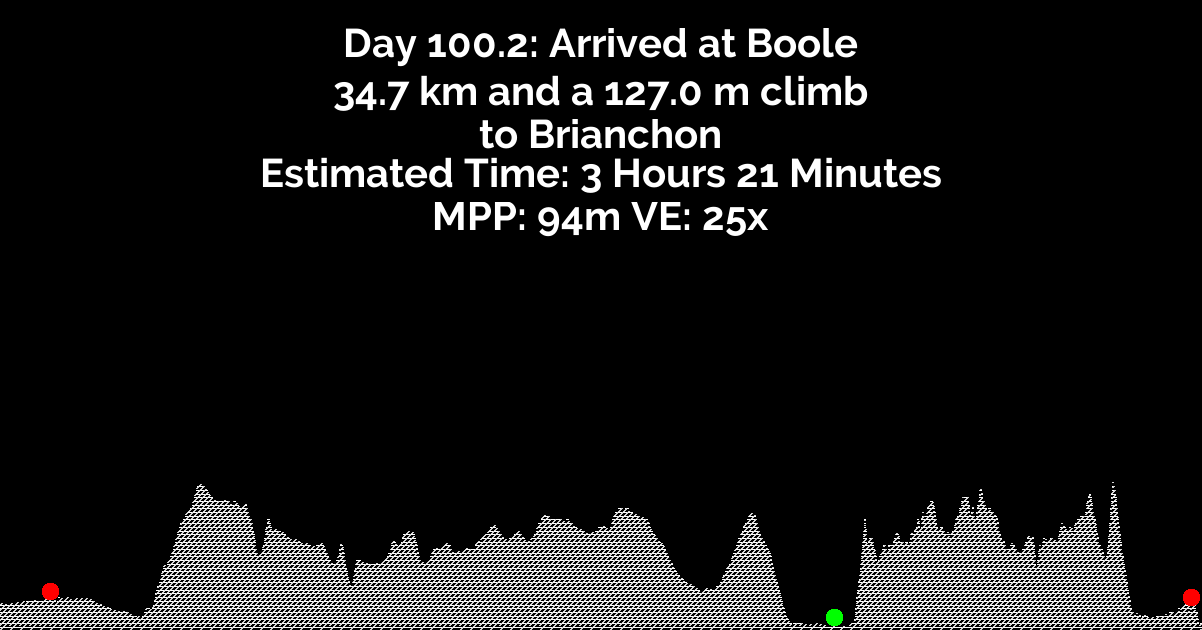 Day 100.2: Arrived at Boole
34.7 km and a 127.0 m climb
to Brianchon
Estimated Time: 3 Hours 21 Minutes
MPP: 94m VE: 25x